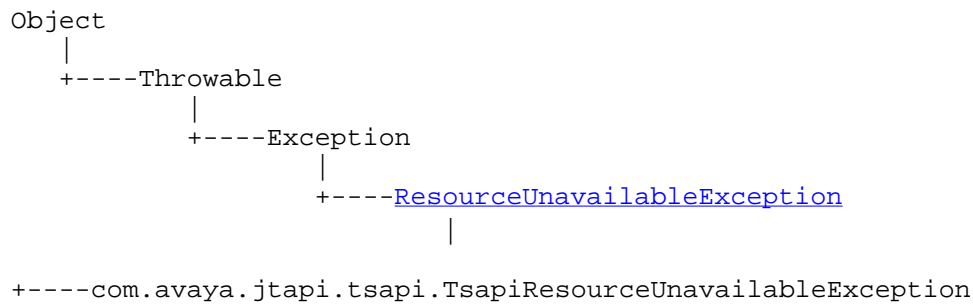 Object
   |
   +----Throwable
           |
           +----Exception
                   |
                   +----ResourceUnavailableException
                           |

+----com.avaya.jtapi.tsapi.TsapiResourceUnavailableException